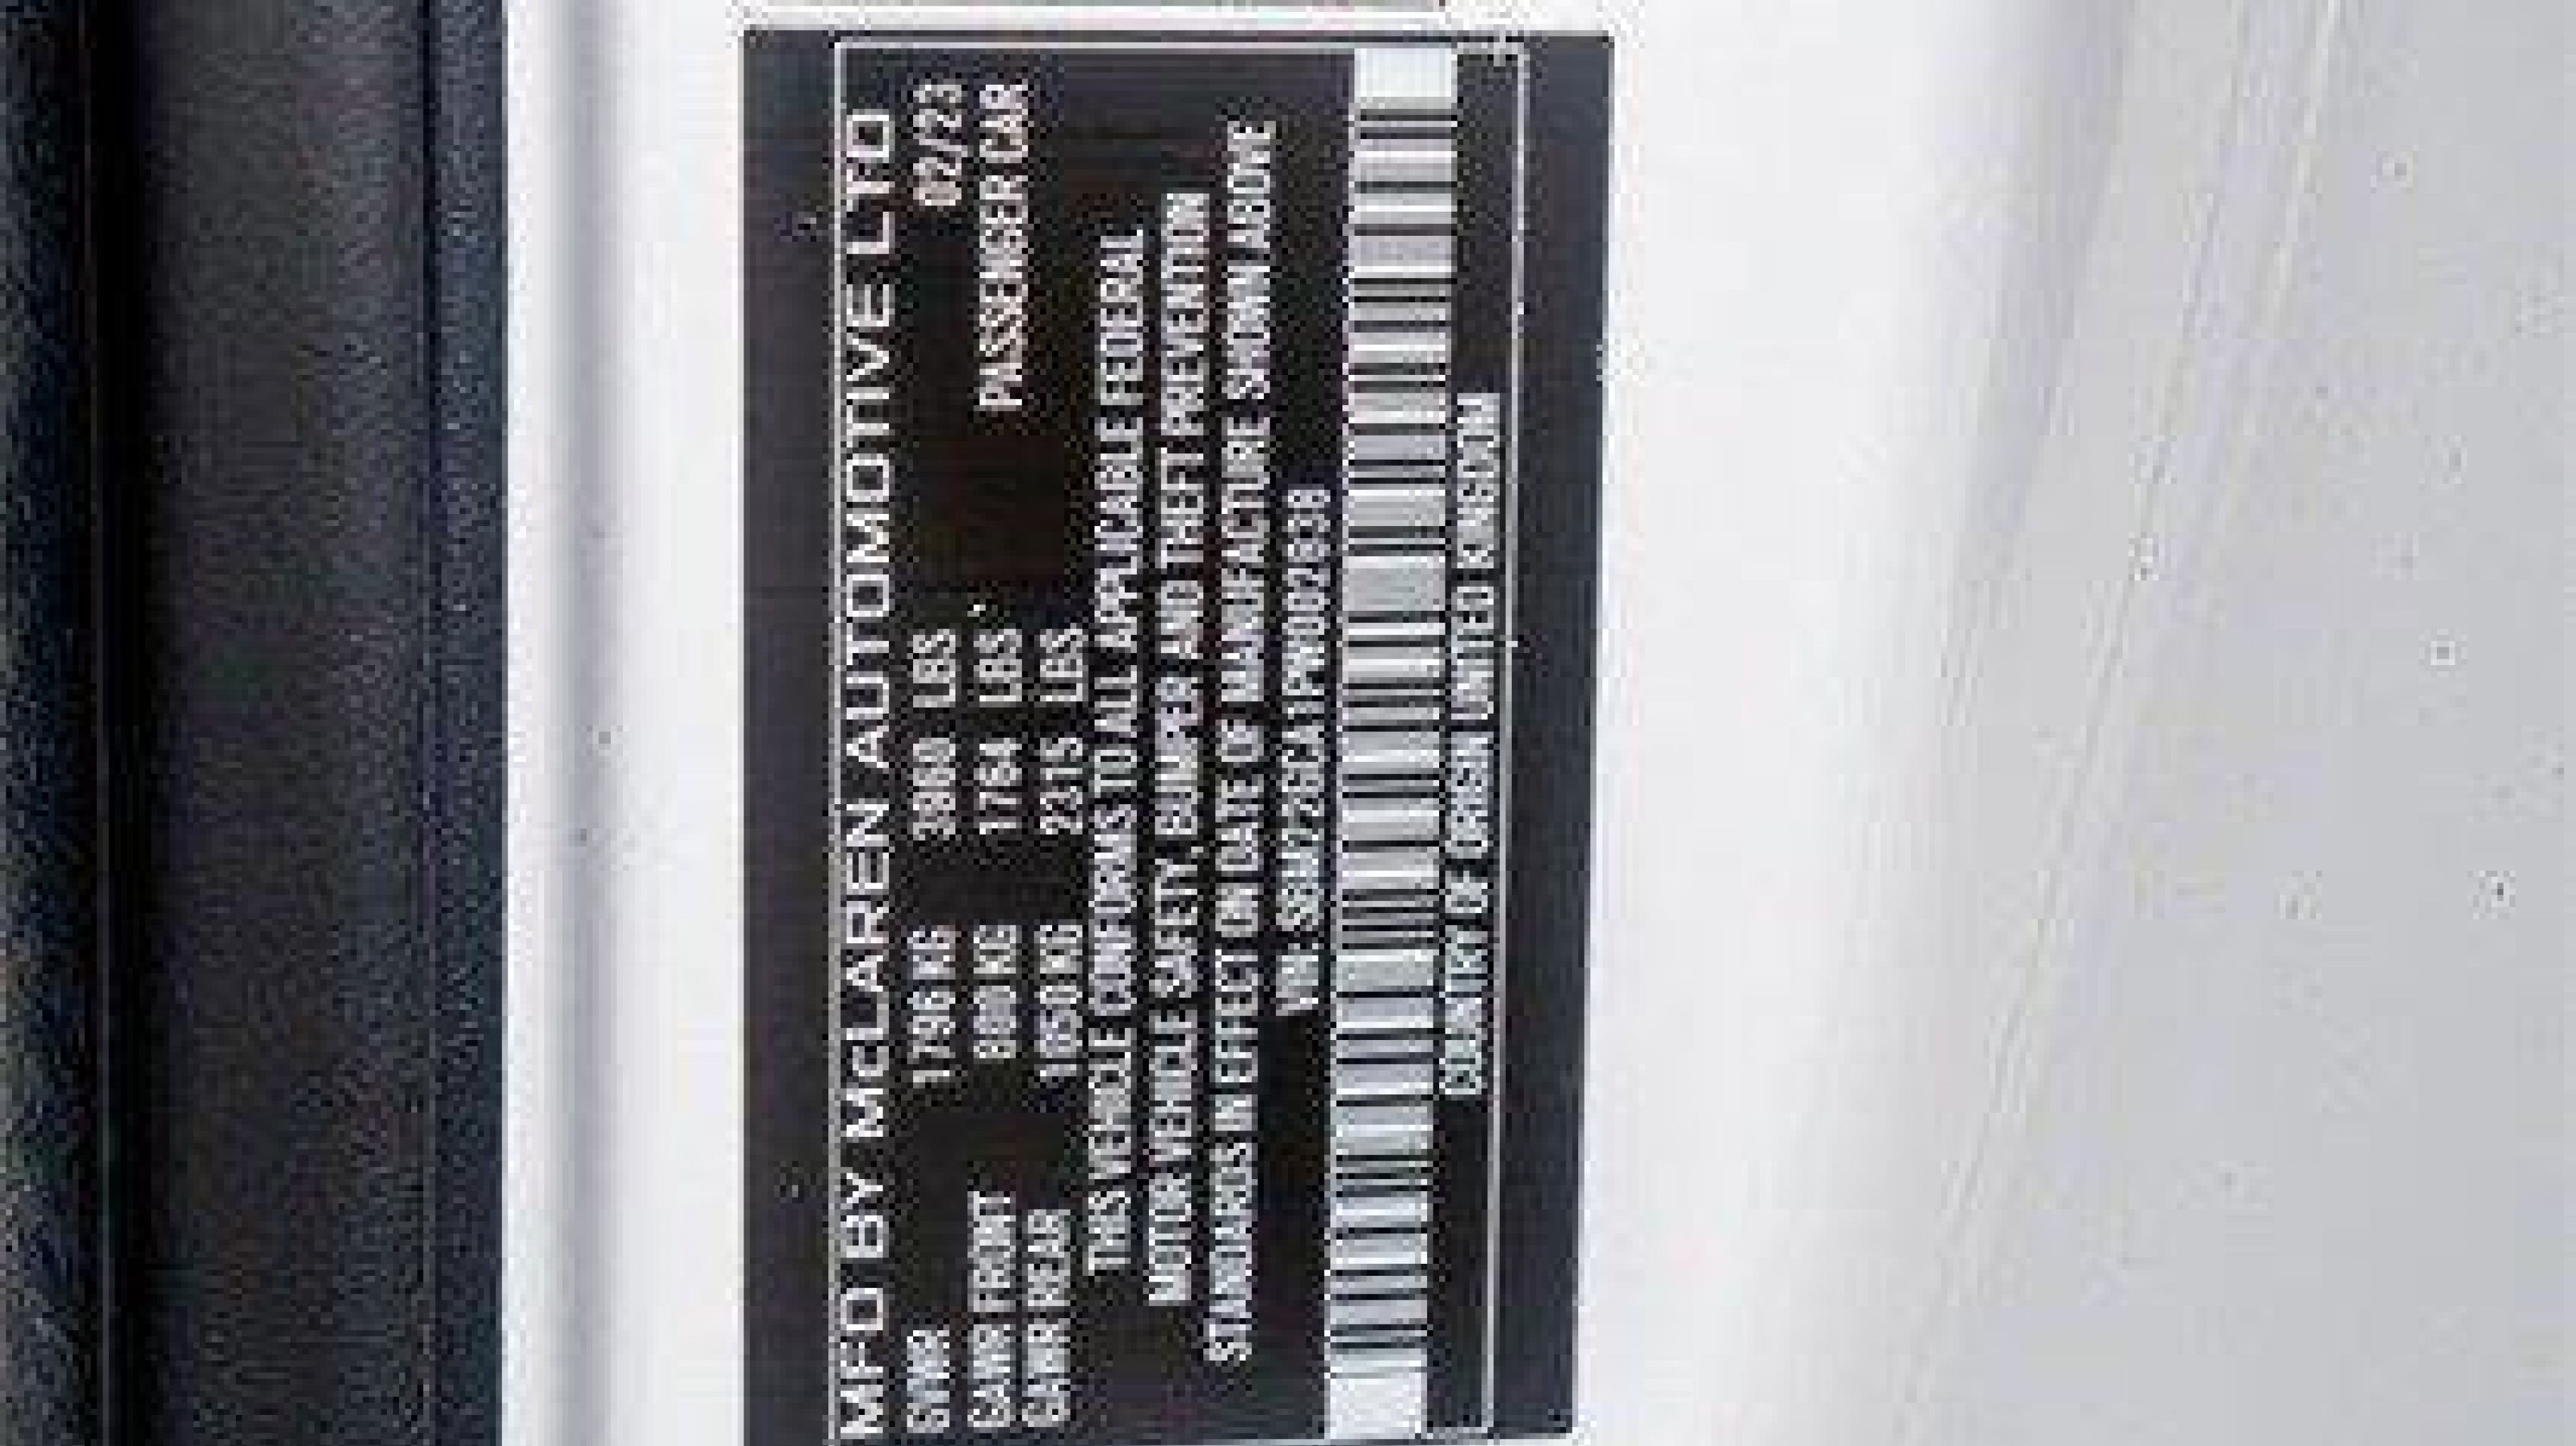 MFD BY McLAREN AUTOMOTIVE LTD
GVWR 1796 KG 3960 LBS 02/23
GAWR FRONT 800 KG 1764 LBS PASSENGER CAR
GAWR REAR 1050 KG 2315 LBS
THIS VEHICLE CONFORMS TO ALL APPLICABLE FEDERAL
MOTOR VEHICLE SAFETY, BUMPER AND THEFT PREVENTION
STANDARDS IN EFFECT ON DATE OF MANUFACTURE SHOWN ABOVE
VIN:
COUNTRY OF ORIGIN UNITED KINGDOM